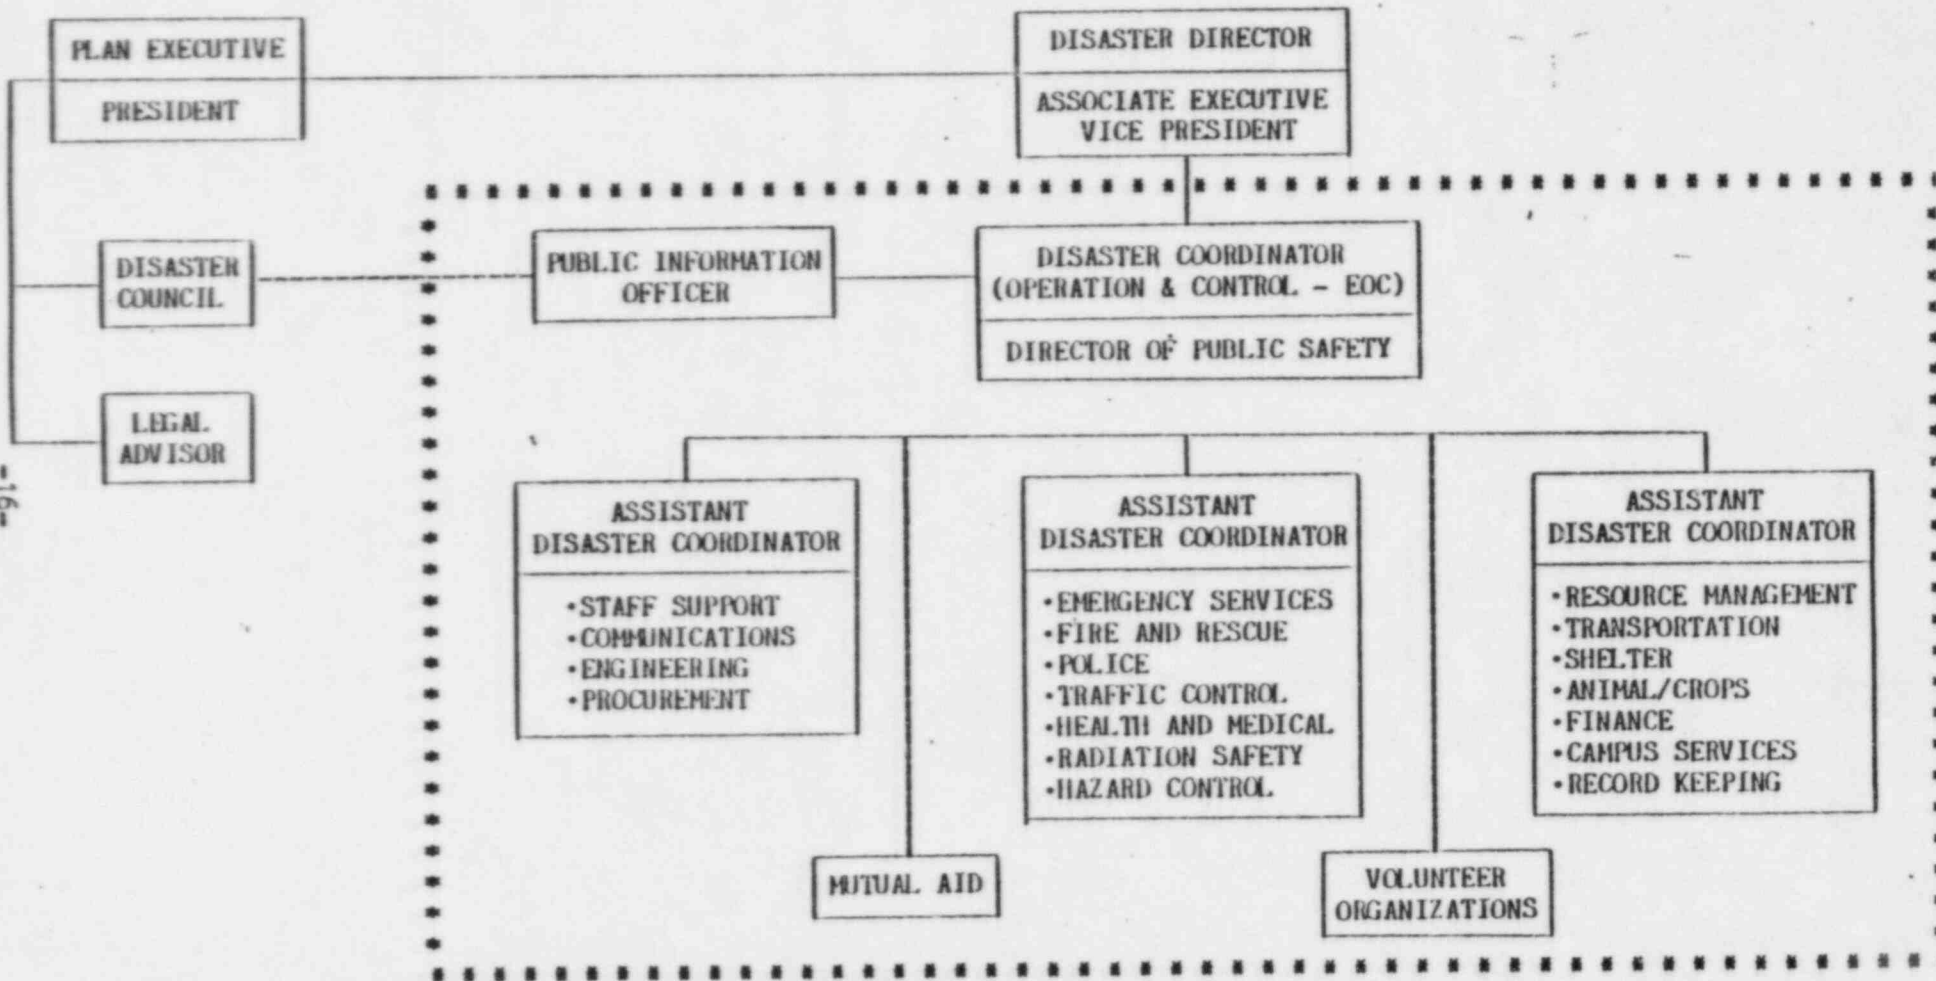 PLAN EXECUTIVE
PRESIDENT
DISASTER DIRECTOR
ASSOCIATE EXECUTIVE
VICE PRESIDENT
DISASTER
COUNCIL
PUBLIC INFORMATION
OFFICER
DISASTER COORDINATOR
(OPERATION & CONTROL - EOC)
DIRECTOR OF PUBLIC SAFETY
LEGAL
ADVISOR
ASSISTANT
DISASTER COORDINATOR
•STAFF SUPPORT
•COMMUNICATIONS
•ENGINEERING
•PROCUREMENT
ASSISTANT
DISASTER COORDINATOR
•EMERGENCY SERVICES
•FIRE AND RESCUE
•POLICE
•TRAFFIC CONTROL
•HEALTH AND MEDICAL
•RADIATION SAFETY
•HAZARD CONTROL
ASSISTANT
DISASTER COORDINATOR
•RESOURCE MANAGEMENT
•TRANSPORTATION
•SHELTER
•ANIMAL/CROPS
•FINANCE
•CAMPUS SERVICES
•RECORD KEEPING
MUTUAL AID
VOLUNTEER
ORGANIZATIONS
-16-